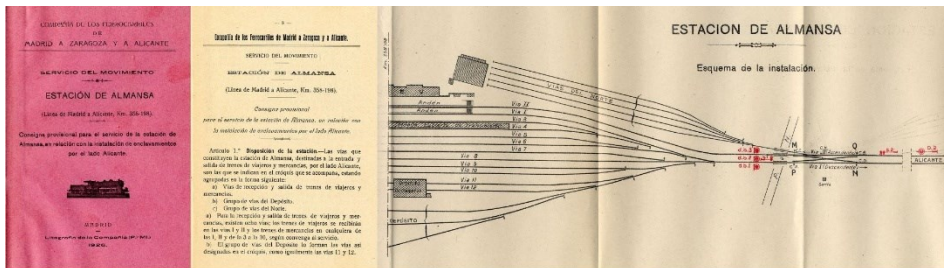 COMPAÑÍA DE LOS FERROCARRILES
DE
MADRID A ZARAGOZA Y A ALICANTE
SERVICIO DEL MOVIMIENTO
ESTACIÓN DE ALMANSA
(Línea de Madrid a Alicante, Km. 358-198).
Consigna provisional para el servicio de la estación de
Almansa, en relación con la instalación de enclavamientos
por el lado Alicante.
MADRID
1920.
Compañía de los Ferrocarriles de Madrid a Zaragoza y a Alicante.
SERVICIO DEL MOVIMIENTO
ESTACIÓN DE ALMANSA
(Línea de Madrid a Alicante, Km. 358-198).
Consigna provisional
para el servicio de la estación de Almansa, en relación con
la instalación de enclavamientos por el lado Alicante.
Artículo 1.º Disposición de la estación.—Las vías que
constituyen la estación de Almansa, destinadas a la entrada y
salida de trenes de viajeros y mercancías, por el lado Alicante,
son las que se indican en el cróquis que se acompaña, estando
agrupadas en la forma siguiente:
a) Vías de recepción y salida de trenes de viajeros y
mercancías.
b) Grupo de vías del Depósito.
c) Grupo de vías del Norte.
a) Para la recepción y salida de trenes de viajeros y mer-
cancías, existen ocho vías; los trenes de viajeros se recibirán
en las vías I y II y los trenes de mercancías en cualquiera de
las I, II y de la 3 a la 10, según convenga al servicio.
b) El grupo de vías del Depósito lo forman las vías así
designadas en el cróquis, como igualmente las vías 11 y 12.
ESTACION DE ALMANSA
Esquema de la instalación.
VIAS DEL NORTE
Andén
Andén
Vía II
Vía I
Vía 3
Vía 4
Vía 5
Vía 6
Vía 7
Vía 8
Vía 9
Vía 10
Vía 11
Vía 12
DEPÓSITO
M
P
Q
N
ALICANTE